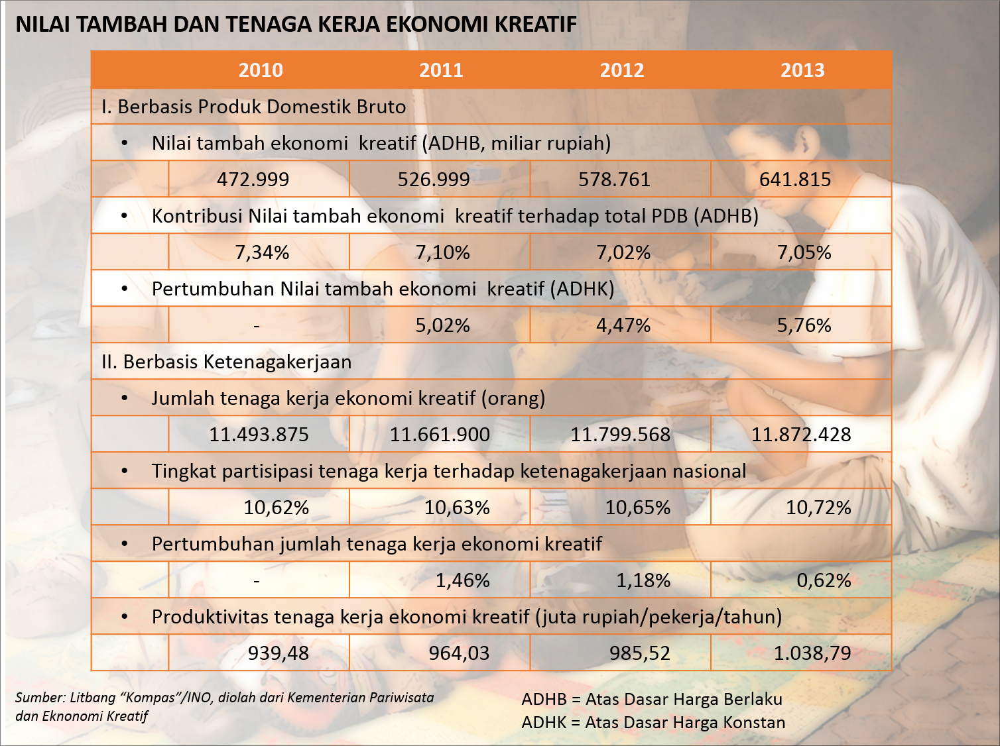 NILAI TAMBAH DAN TENAGA KERJA EKONOMI KREATIF
2010 2011 2012 2013
I. Berbasis Produk Domestik Bruto
• Nilai tambah ekonomi kreatif (ADHB, miliar rupiah)
472.999 526.999 578.761 641.815
• Kontribusi Nilai tambah ekonomi kreatif terhadap total PDB (ADHB)
7,34% 7,10% 7,02% 7,05%
• Pertumbuhan Nilai tambah ekonomi kreatif (ADHK)
- 5,02% 4,47% 5,76%
II. Berbasis Ketenagakerjaan
• Jumlah tenaga kerja ekonomi kreatif (orang)
11.493.875 11.661.900 11.799.568 11.872.428
• Tingkat partisipasi tenaga kerja terhadap ketenagakerjaan nasional
10,62% 10,63% 10,65% 10,72%
• Pertumbuhan jumlah tenaga kerja ekonomi kreatif
- 1,46% 1,18% 0,62%
• Produktivitas tenaga kerja ekonomi kreatif (juta rupiah/pekerja/tahun)
939,48 964,03 985,52 1.038,79
Sumber: Litbang “Kompas”/INO, diolah dari Kementerian Pariwisata
dan Eknonomi Kreatif
ADHB = Atas Dasar Harga Berlaku
ADHK = Atas Dasar Harga Konstan